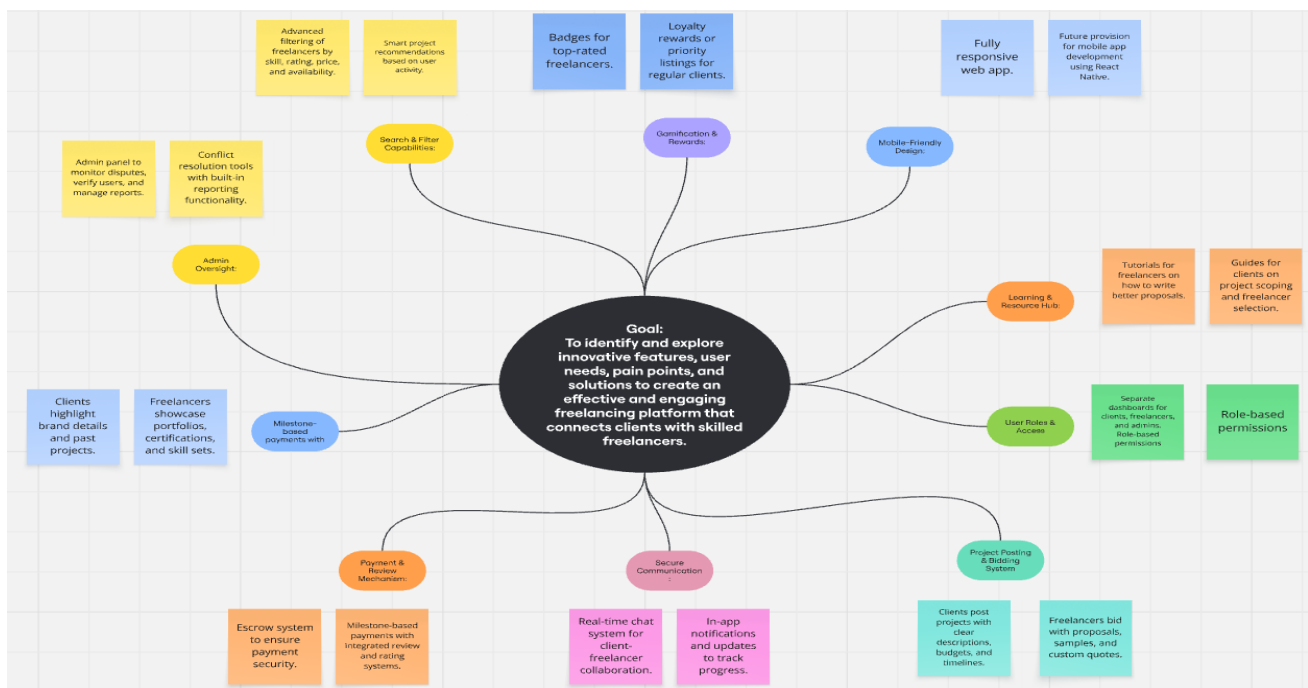 Advanced
filtering of
freelancers by
skill, rating, price,
and availability.
Smart project
recommendations
based on user
activity.
Badges for
top-rated
freelancers.
Loyalty
rewards or
priority
listings for
regular clients.
Fully
responsive
web app.
Future provision
for mobile app
development
using React
Native.
Search & Filter
Capabilities:
Gamification &
Rewards:
Mobile-Friendly
Design:
Admin panel to
monitor disputes,
verify users, and
manage reports.
Conflict
resolution tools
with built-in
reporting
functionality.
Admin
Oversight:
Learning &
Resource Hub:
Tutorials for
freelancers on
how to write
better proposals.
Guides for
clients on
project scoping
and freelancer
selection.
Goal:
To identify and explore
innovative features, user
needs, pain points, and
solutions to create an
effective and engaging
freelancing platform that
connects clients with skilled
freelancers.
Clients
highlight
brand details
and past
projects.
Freelancers
showcase
portfolios,
certifications,
and skill sets.
Milestone-
based
payments with
User Roles &
Access
Separate
dashboards for
clients, freelancers,
and admins.
Role-based
permissions
Role-based
permissions
Payment &
Review
Mechanism:
Secure
Communication
:
Project Posting
& Bidding
System
Escrow system
to ensure
payment
security.
Milestone-based
payments with
integrated review
and rating
systems.
Real-time chat
system for
client-
freelancer
collaboration.
In-app
notifications
and updates
to track
progress.
Clients post
projects with
clear
descriptions,
budgets, and
timelines.
Freelancers bid
with proposals,
samples, and
custom quotes.